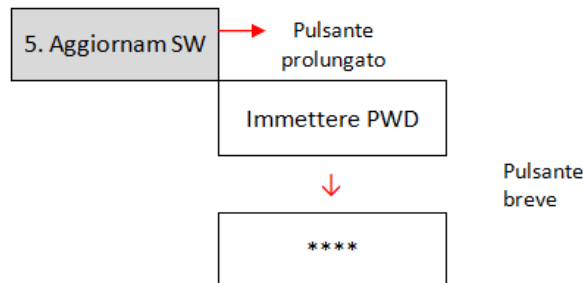 5. Aggiornam SW
Pulsante
prolungato
Immettere PWD
Pulsante
breve
****